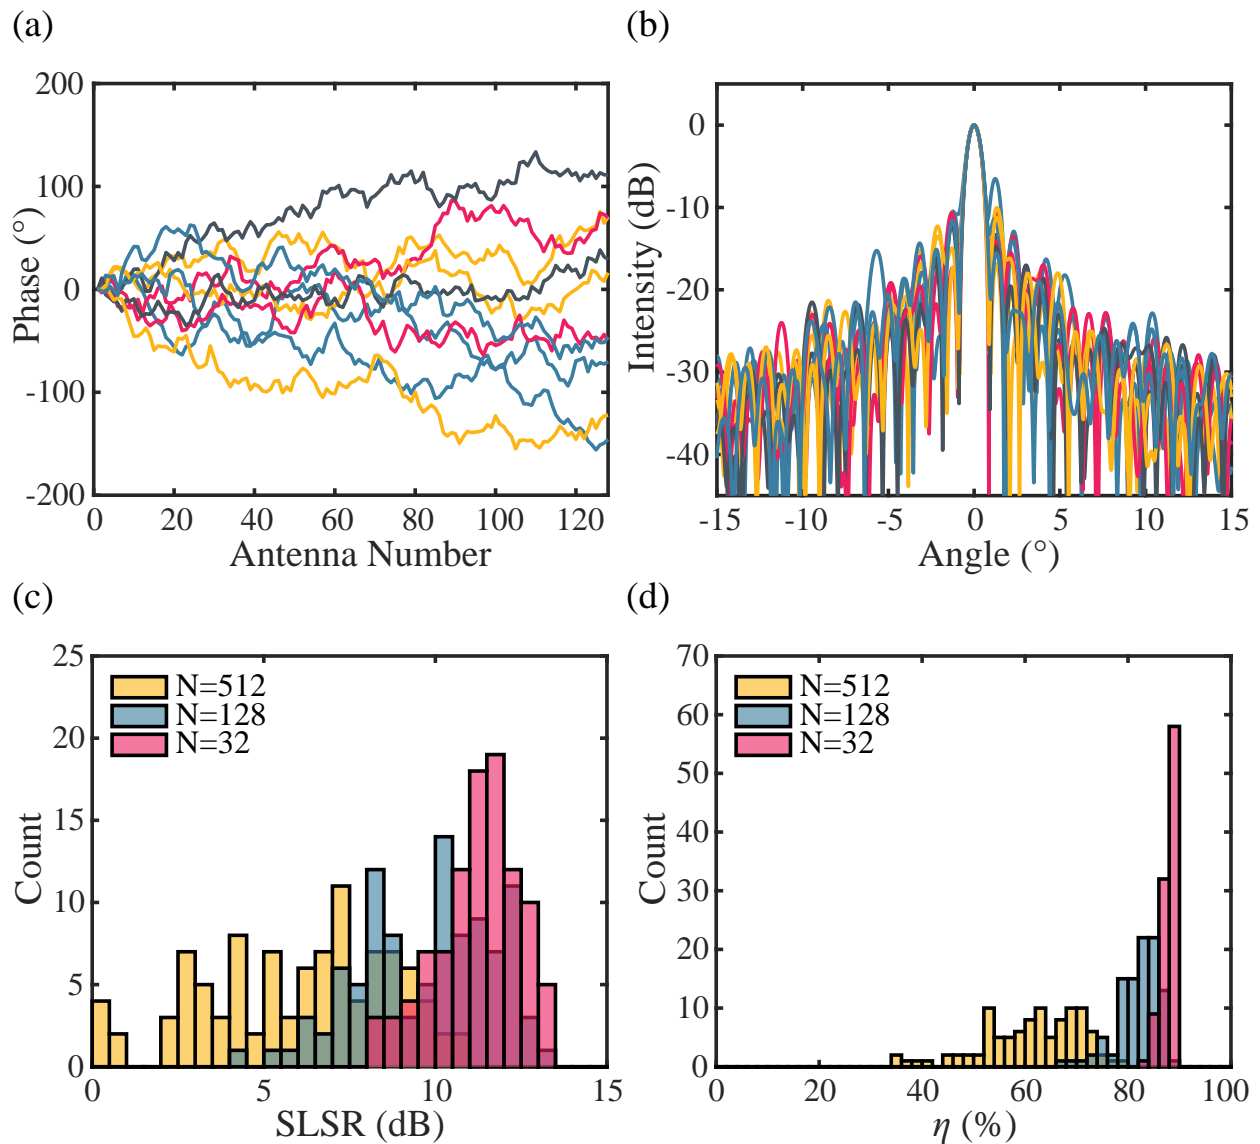 (a)
(b)
200
100
0
-100
-200
Phase (°)
0 20 40 60 80 100 120
Antenna Number
0
-10
-20
-30
-40
Intensity (dB)
-15 -10 -5 0 5 10 15
Angle (°)
(c)
(d)
25
20
15
10
5
0
Count
N=512
N=128
N=32
0 5 10 15
SLSR (dB)
70
60
50
40
30
20
10
0
Count
N=512
N=128
N=32
0 20 40 60 80 100
η (%)